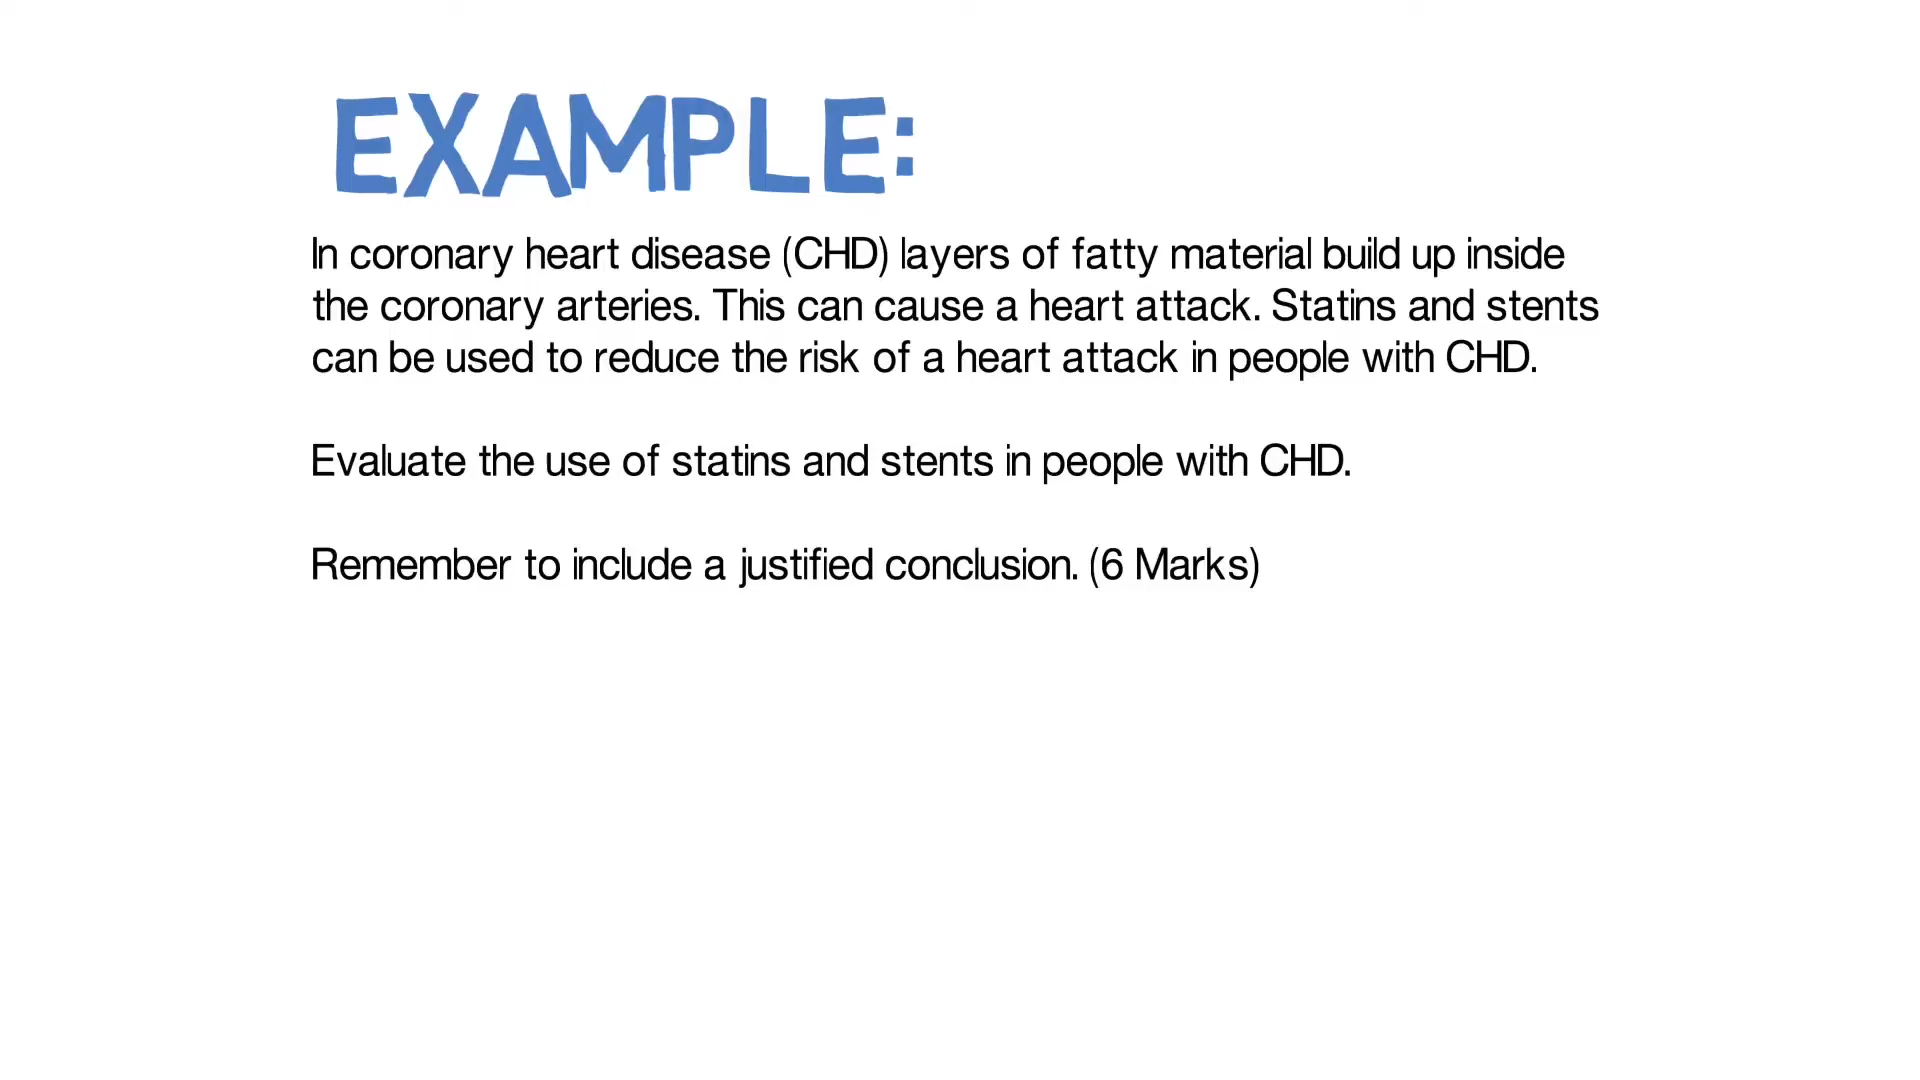 EXAMPLE:
In coronary heart disease (CHD) layers of fatty material build up inside
the coronary arteries. This can cause a heart attack. Statins and stents
can be used to reduce the risk of a heart attack in people with CHD.
Evaluate the use of statins and stents in people with CHD.
Remember to include a justified conclusion. (6 Marks)